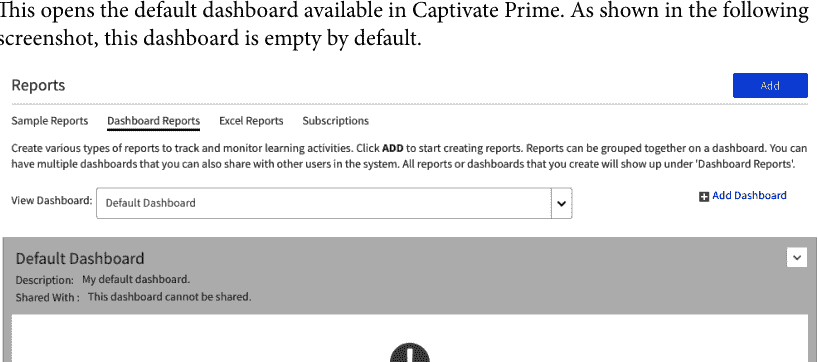 This opens the default dashboard available in Captivate Prime. As shown in the following
screenshot, this dashboard is empty by default.
Reports
Add
Sample Reports Dashboard Reports Excel Reports Subscriptions
Create various types of reports to track and monitor learning activities. Click ADD to start creating reports. Reports can be grouped together on a dashboard. You can
have multiple dashboards that you can also share with other users in the system. All reports or dashboards that you create will show up under 'Dashboard Reports'.
View Dashboard: Default Dashboard
Add Dashboard
Default Dashboard
Description: My default dashboard.
Shared With : This dashboard cannot be shared.